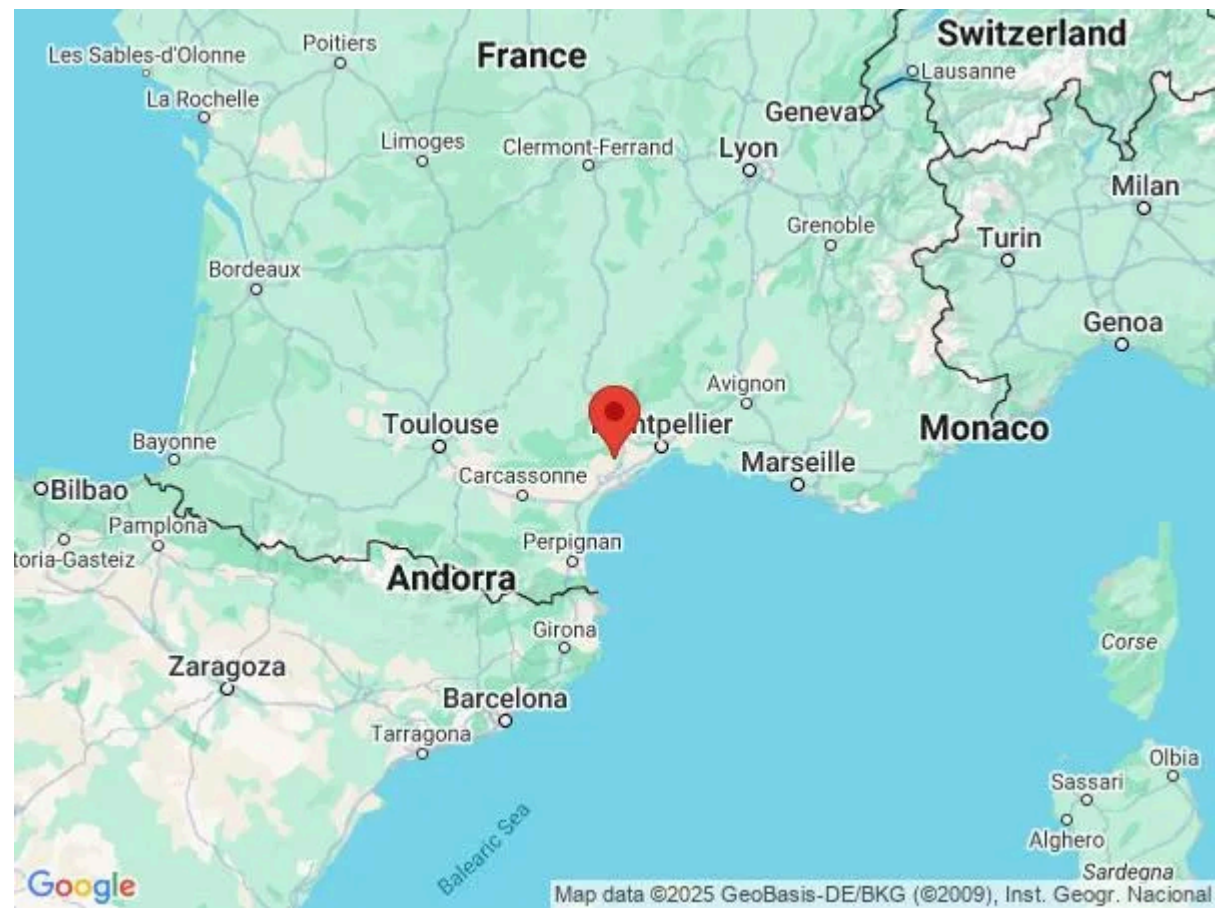 Switzerland
France
Poitiers
Les Sables-d'Olonne
Lausanne
La Rochelle
Geneva
Limoges
Clermont-Ferrand
Lyon
Milan
Grenoble
Turin
Bordeaux
Genoa
Avignon
Toulouse
Montpellier
Monaco
Bayonne
Marseille
Carcassonne
Bilbao
Pamplona
Perpignan
toria-Gasteiz
Andorra
Girona
Corse
Zaragoza
Barcelona
Tarragona
Olbia
Sassari
Balearic Sea
Alghero
Sardegna
Google
Map data ©2025 GeoBasis-DE/BKG (©2009), Inst. Geogr. Nacional